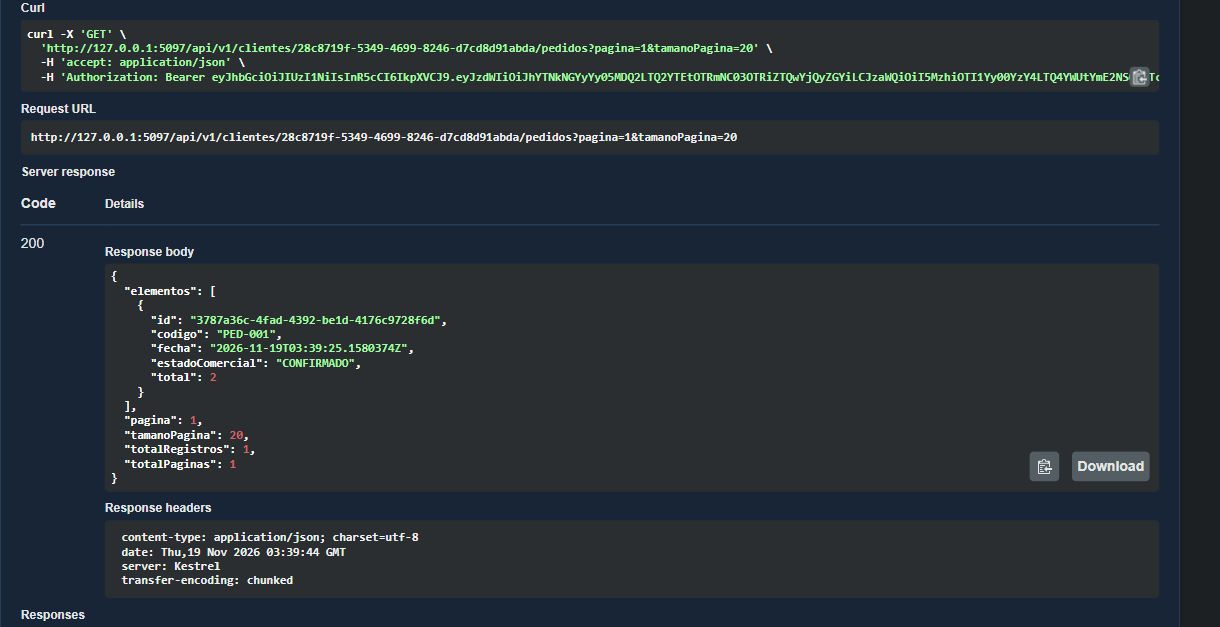 Curl
curl -X 'GET' \
'http://127.0.0.1:5097/api/v1/clientes/28c8719f-5349-4699-8246-d7cd8d91abda/pedidos?pagina=1&tamanoPagina=20' \
-H 'accept: application/json' \
-H 'Authorization: Bearer
Request URL
http://127.0.0.1:5097/api/v1/clientes/28c8719f-5349-4699-8246-d7cd8d91abda/pedidos?pagina=1&tamanoPagina=20
Server response
Code Details
200
Response body
{
"elementos": [
{
"id": "3787a36c-4fad-4392-be1d-4176c9728f6d",
"codigo": "PED-001",
"fecha": "2026-11-19T03:39:25.1580374Z",
"estadoComercial": "CONFIRMADO",
"total": 2
}
],
"pagina": 1,
"tamanoPagina": 20,
"totalRegistros": 1,
"totalPaginas": 1
}
Download
Response headers
content-type: application/json; charset=utf-8
date: Thu,19 Nov 2026 03:39:44 GMT
server: Kestrel
transfer-encoding: chunked
Responses